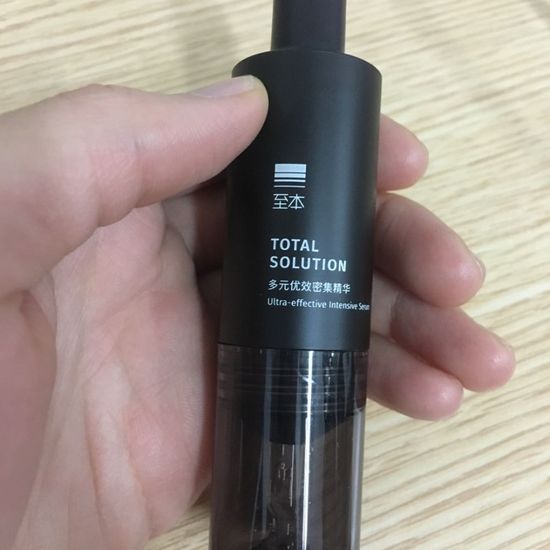 至本
TOTAL
SOLUTION
多元优效密集精华
Ultra-effective Intensive Serum